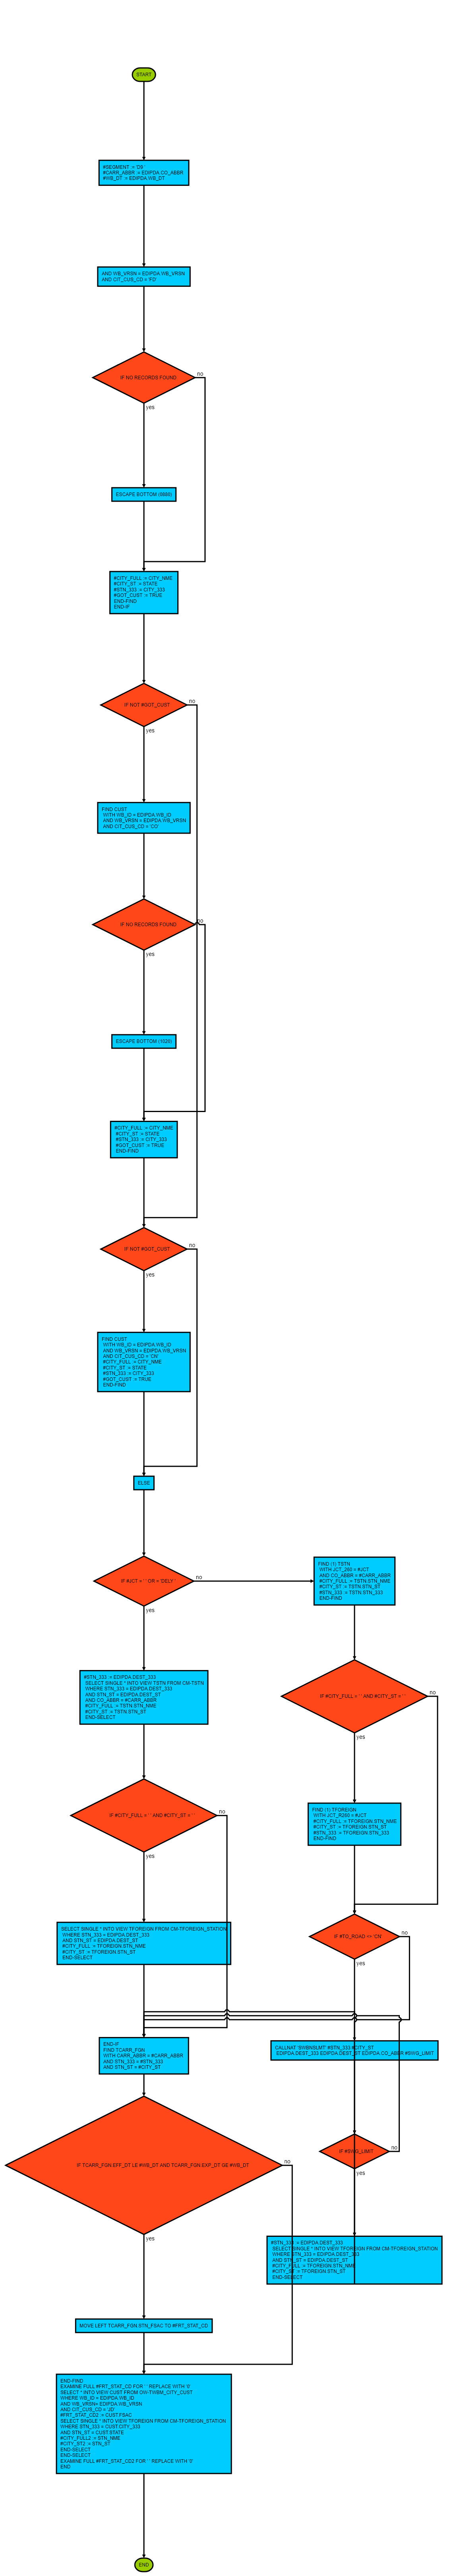 START
#SEGMENT := 'D9 '
#CARR_ABBR := EDIPDA.CO_ABBR
#WB_DT := EDIPDA.WB_DT
AND WB_VRSN = EDIPDA.WB_VRSN
AND CIT_CUS_CD = 'FD'
IF NO RECORDS FOUND
no
yes
#CITY_FULL := CITY_NME
#CITY_ST := STATE
#STN_333 := CITY_333
#GOT_CUST := TRUE
END-FIND
END-IF
IF NOT #GOT_CUST
no
yes
FIND CUST
WITH WB_ID = EDIPDA.WB_ID
AND WB_VRSN = EDIPDA.WB_VRSN
AND CIT_CUS_CD = 'CO'
IF NO RECORDS FOUND
no
yes
ESCAPE BOTTOM (1020)
#CITY_FULL := CITY_NME
#CITY_ST := STATE
#STN_333 := CITY_333
#GOT_CUST := TRUE
END-FIND
IF NOT #GOT_CUST
no
yes
FIND CUST
WITH WB_ID = EDIPDA.WB_ID
AND WB_VRSN = EDIPDA.WB_VRSN
AND CIT_CUS_CD = 'CN'
#CITY_FULL := CITY_NME
#CITY_ST := STATE
#STN_333 := CITY_333
#GOT_CUST := TRUE
END-FIND
ELSE
IF #JCT = ' ' OR = 'DELY '
no
yes
FIND (1) TSTN
WITH JCT_260 = #JCT
AND CO_ABBR = #CARR_ABBR
#CITY_FULL := TSTN.STN_NME
#CITY_ST := TSTN.STN_ST
#STN_333 := TSTN.STN_333
END-FIND
#STN_333 := EDIPDA.DEST_333
SELECT SINGLE * INTO VIEW TSTN FROM CM-TSTN
WHERE STN_333 = EDIPDA.DEST_333
AND STN_ST = EDIPDA.DEST_ST
AND CO_ABBR = #CARR_ABBR
#CITY_FULL := TSTN.STN_NME
#CITY_ST := TSTN.STN_ST
END-SELECT
IF #CITY_FULL = ' ' AND #CITY_ST = ' '
no
yes
FIND (1) TFOREIGN
WITH JCT_R260 = #JCT
#CITY_FULL := TFOREIGN.STN_NME
#CITY_ST := TFOREIGN.STN_ST
#STN_333 := TFOREIGN.STN_333
END-FIND
IF #CITY_FULL = ' ' AND #CITY_ST = ' '
no
yes
SELECT SINGLE * INTO VIEW TFOREIGN FROM CM-TFOREIGN_STATION
WHERE STN_333 = EDIPDA.DEST_333
AND STN_ST = EDIPDA.DEST_ST
#CITY_FULL := TFOREIGN.STN_NME
#CITY_ST := TFOREIGN.STN_ST
END-SELECT
IF #TO_ROAD <> 'CN'
no
yes
END-IF
FIND TCARR_FGN
WITH CARR_ABBR = #CARR_ABBR
AND STN_333 = #STN_333
AND STN_ST = #CITY_ST
CALLNAT 'SWBNSLMT' #STN_333 #CITY_ST
EDIPDA.DEST_333 EDIPDA.DEST_ST EDIPDA.CO_ABBR #SWG_LIMIT
IF #SWG_LIMIT
no
yes
IF TCARR_FGN.EFF_DT LE #WB_DT AND TCARR_FGN.EXP_DT GE #WB_DT
no
yes
#STN_333 := EDIPDA.DEST_333
SELECT SINGLE * INTO VIEW TFOREIGN FROM CM-TFOREIGN_STATION
WHERE STN_333 = EDIPDA.DEST_333
AND STN_ST = EDIPDA.DEST_ST
#CITY_FULL := TFOREIGN.STN_NME
#CITY_ST := TFOREIGN.STN_ST
END-SELECT
MOVE LEFT TCARR_FGN.STN_FSAC TO #FRT_STAT_CD
END-FIND
EXAMINE FULL #FRT_STAT_CD FOR ' ' REPLACE WITH '0'
SELECT * INTO VIEW CUST FROM OW-TWBM_CITY_CUST
WHERE WB_ID = EDIPDA.WB_ID
AND WB_VRSN= EDIPDA.WB_VRSN
AND CIT_CUS_CD = 'JD'
#FRT_STAT_CD2 := CUST.FSAC
SELECT SINGLE * INTO VIEW TFOREIGN FROM CM-TFOREIGN_STATION
WHERE STN_333 = CUST.CITY_333
AND STN_ST = CUST.STATE
#CITY_FULL2 := STN_NME
#CITY_ST2 := STN_ST
END-SELECT
END-SELECT
EXAMINE FULL #FRT_STAT_CD2 FOR ' ' REPLACE WITH '0'
END
END